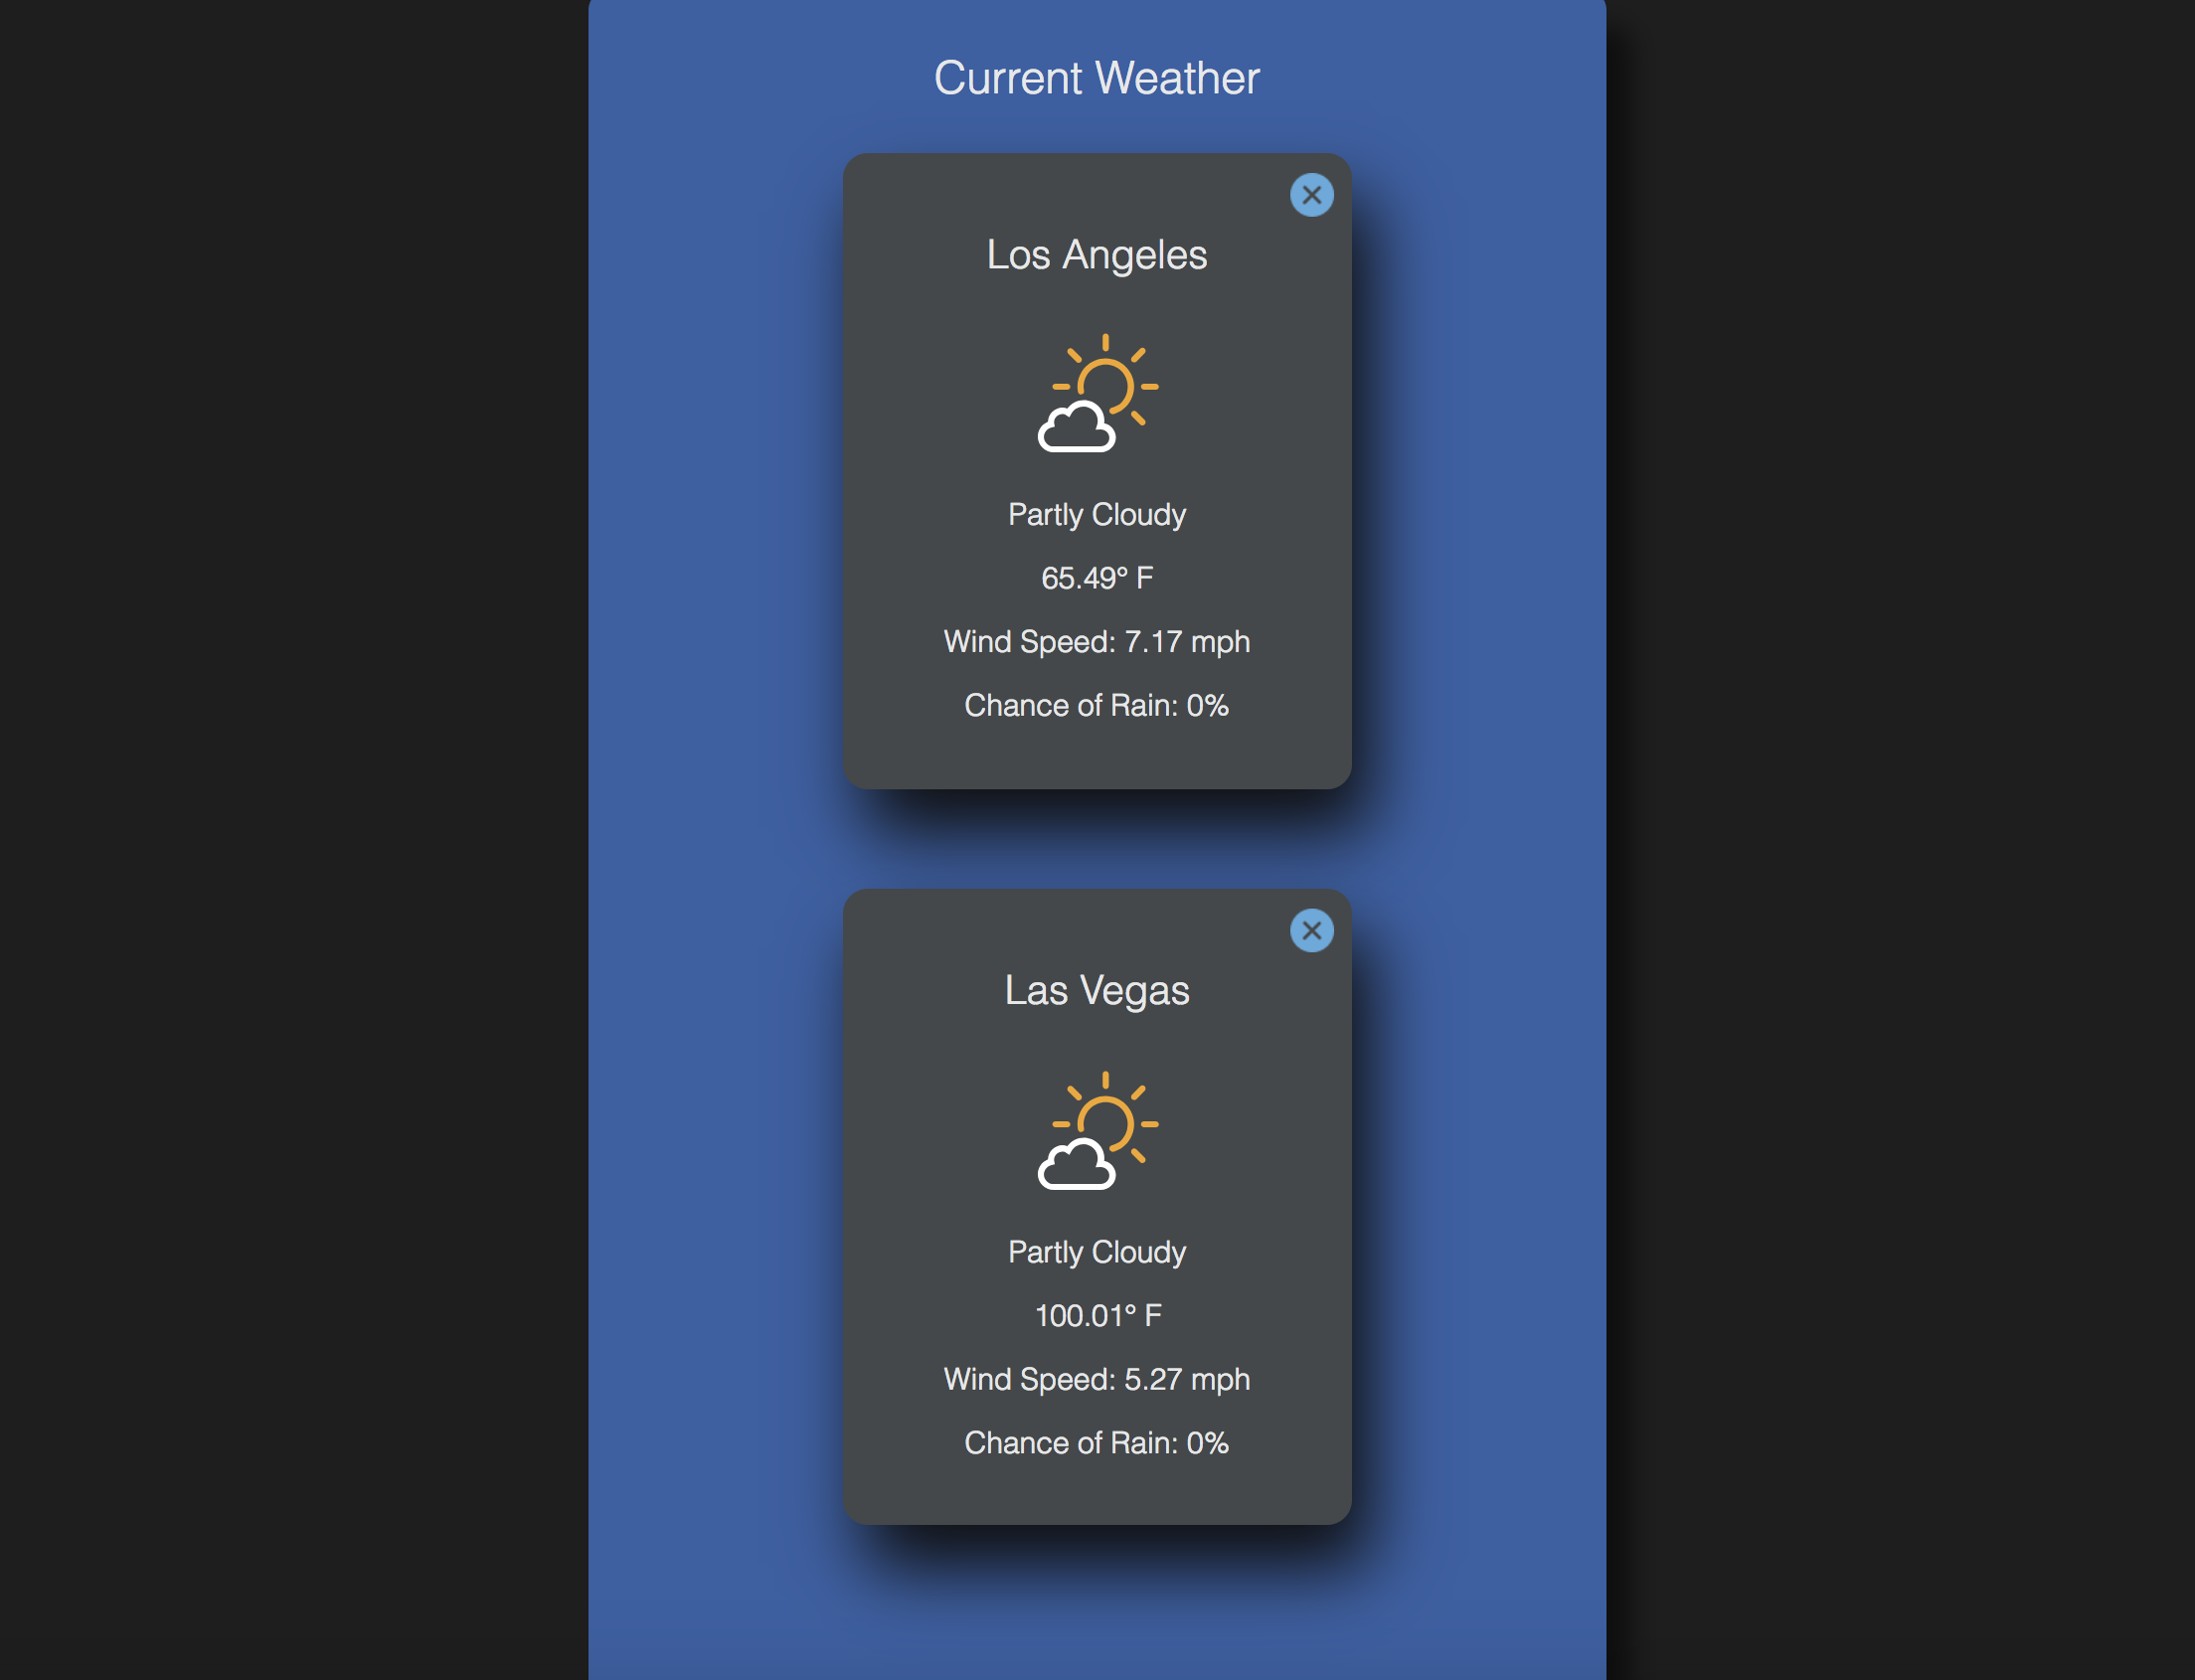 Current Weather
Los Angeles
Partly Cloudy
65.49° F
Wind Speed: 7.17 mph
Chance of Rain: 0%
Las Vegas
Partly Cloudy
100.01° F
Wind Speed: 5.27 mph
Chance of Rain: 0%